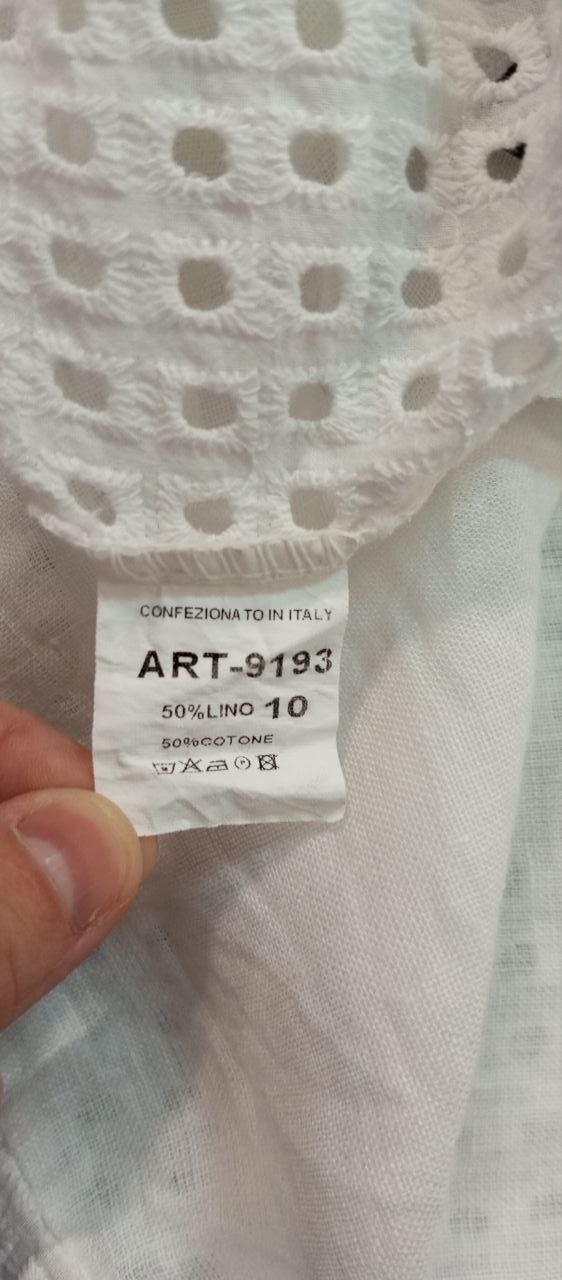 CONFEZIONATO IN ITALY
ART-9193
50%LINO 10
50%COTONE